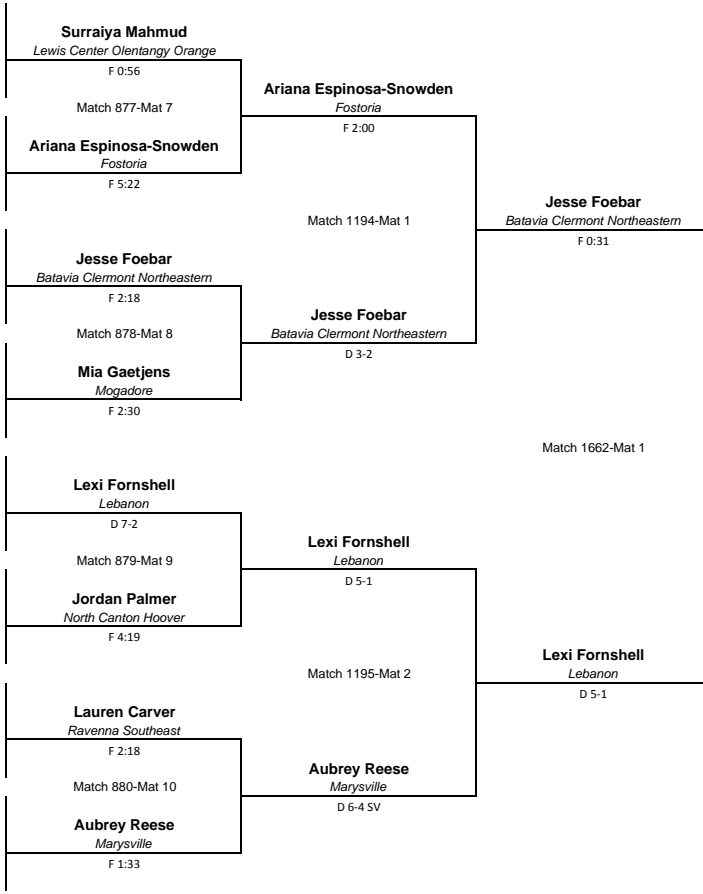 Surraiya Mahmud
Lewis Center Olentangy Orange
F 0:56
Match 877-Mat 7
Ariana Espinosa-Snowden
Fostoria
F 5:22
Ariana Espinosa-Snowden
Fostoria
F 2:00
Match 1194-Mat 1
Jesse Foebar
Batavia Clermont Northeastern
F 0:31
Jesse Foebar
Batavia Clermont Northeastern
F 2:18
Match 878-Mat 8
Mia Gaetjens
Mogadore
F 2:30
Jesse Foebar
Batavia Clermont Northeastern
D 3-2
Match 1662-Mat 1
Lexi Fornshell
Lebanon
D 7-2
Match 879-Mat 9
Jordan Palmer
North Canton Hoover
F 4:19
Lexi Fornshell
Lebanon
D 5-1
Match 1195-Mat 2
Lexi Fornshell
Lebanon
D 5-1
Lauren Carver
Ravenna Southeast
F 2:18
Match 880-Mat 10
Aubrey Reese
Marysville
F 1:33
Aubrey Reese
Marysville
D 6-4 SV